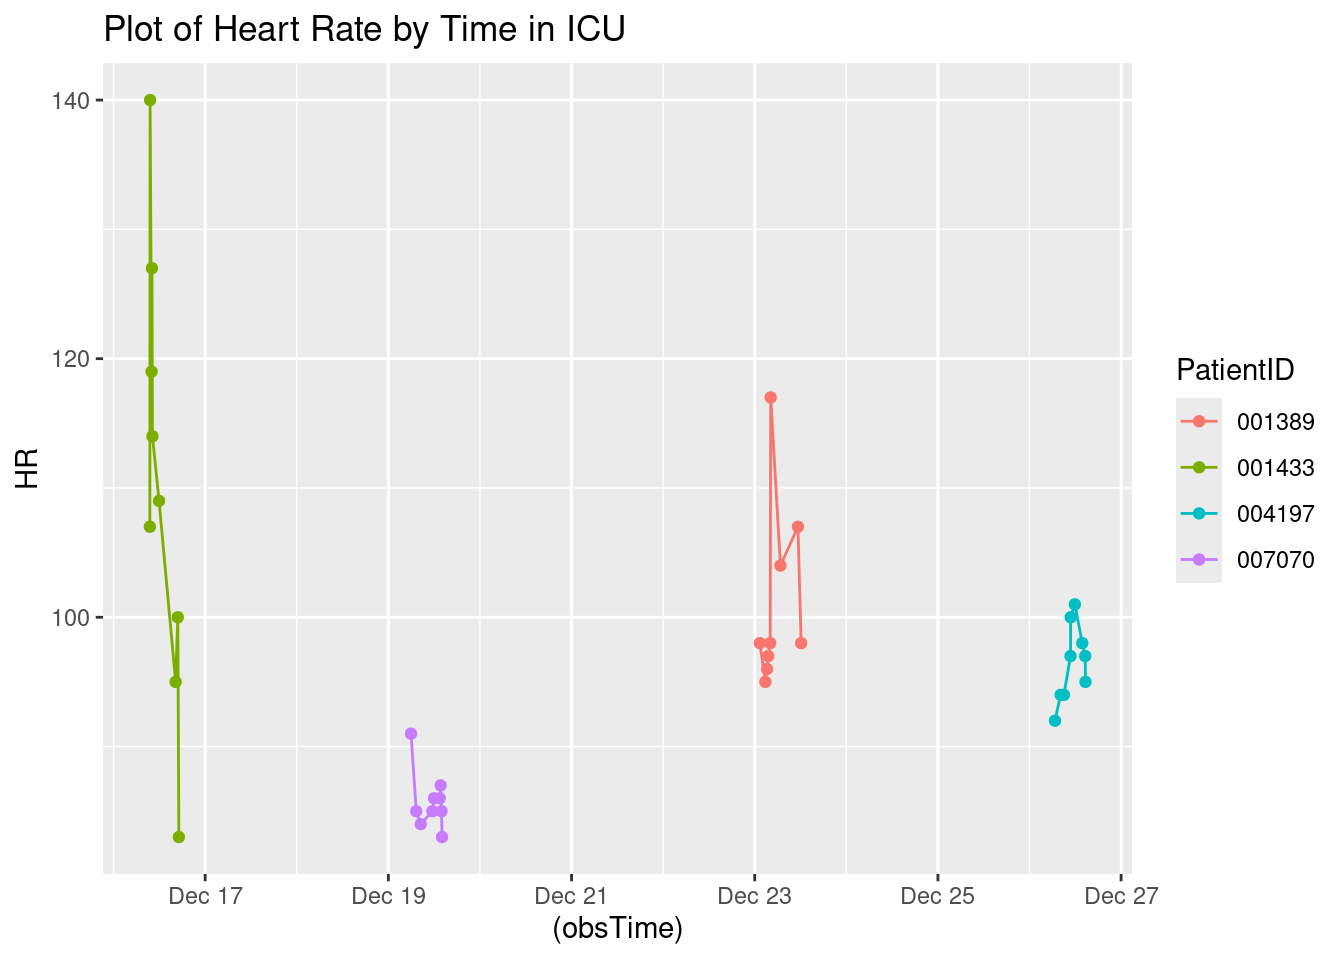 Plot of Heart Rate by Time in ICU
140
120
100
HR
Dec 17
Dec 19
Dec 21
Dec 23
Dec 25
Dec 27
(obsTime)
PatientID
001389
001433
004197
007070